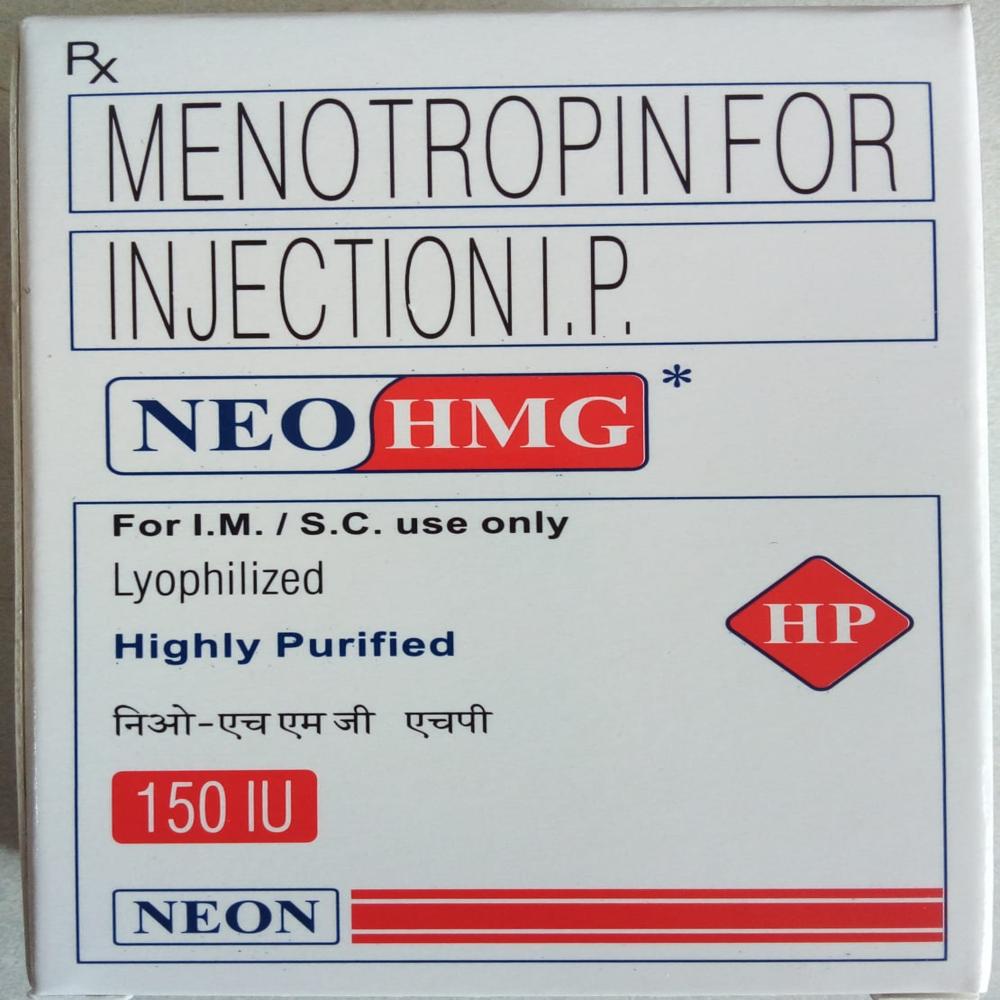 Rx
MENOTROPIN FOR
INJECTION I.P.
NEO HMG*
For I.M. / S.C. use only
Lyophilized
HP
Highly Purified
निओ-एच एम जी एचपी
150 IU
NEON